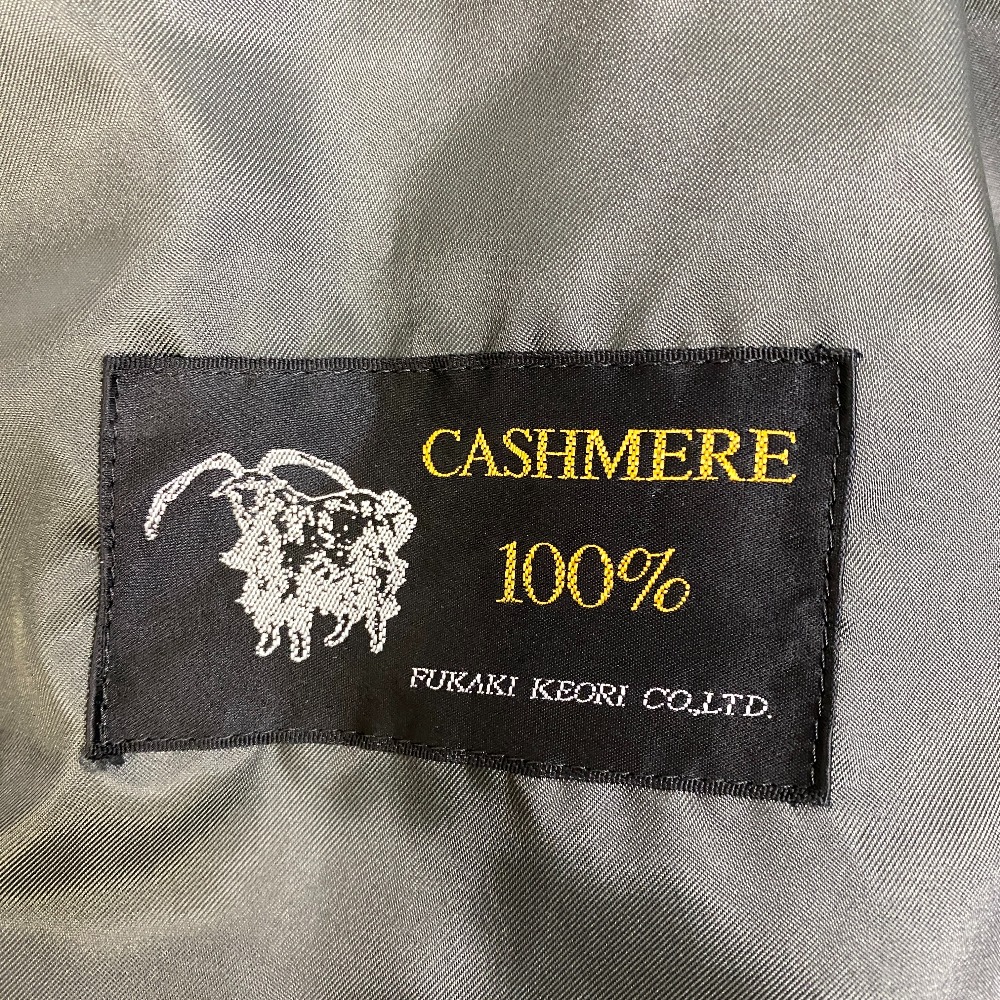 CASHMERE
100%
FUKAKI KEORI CO.,LTD.